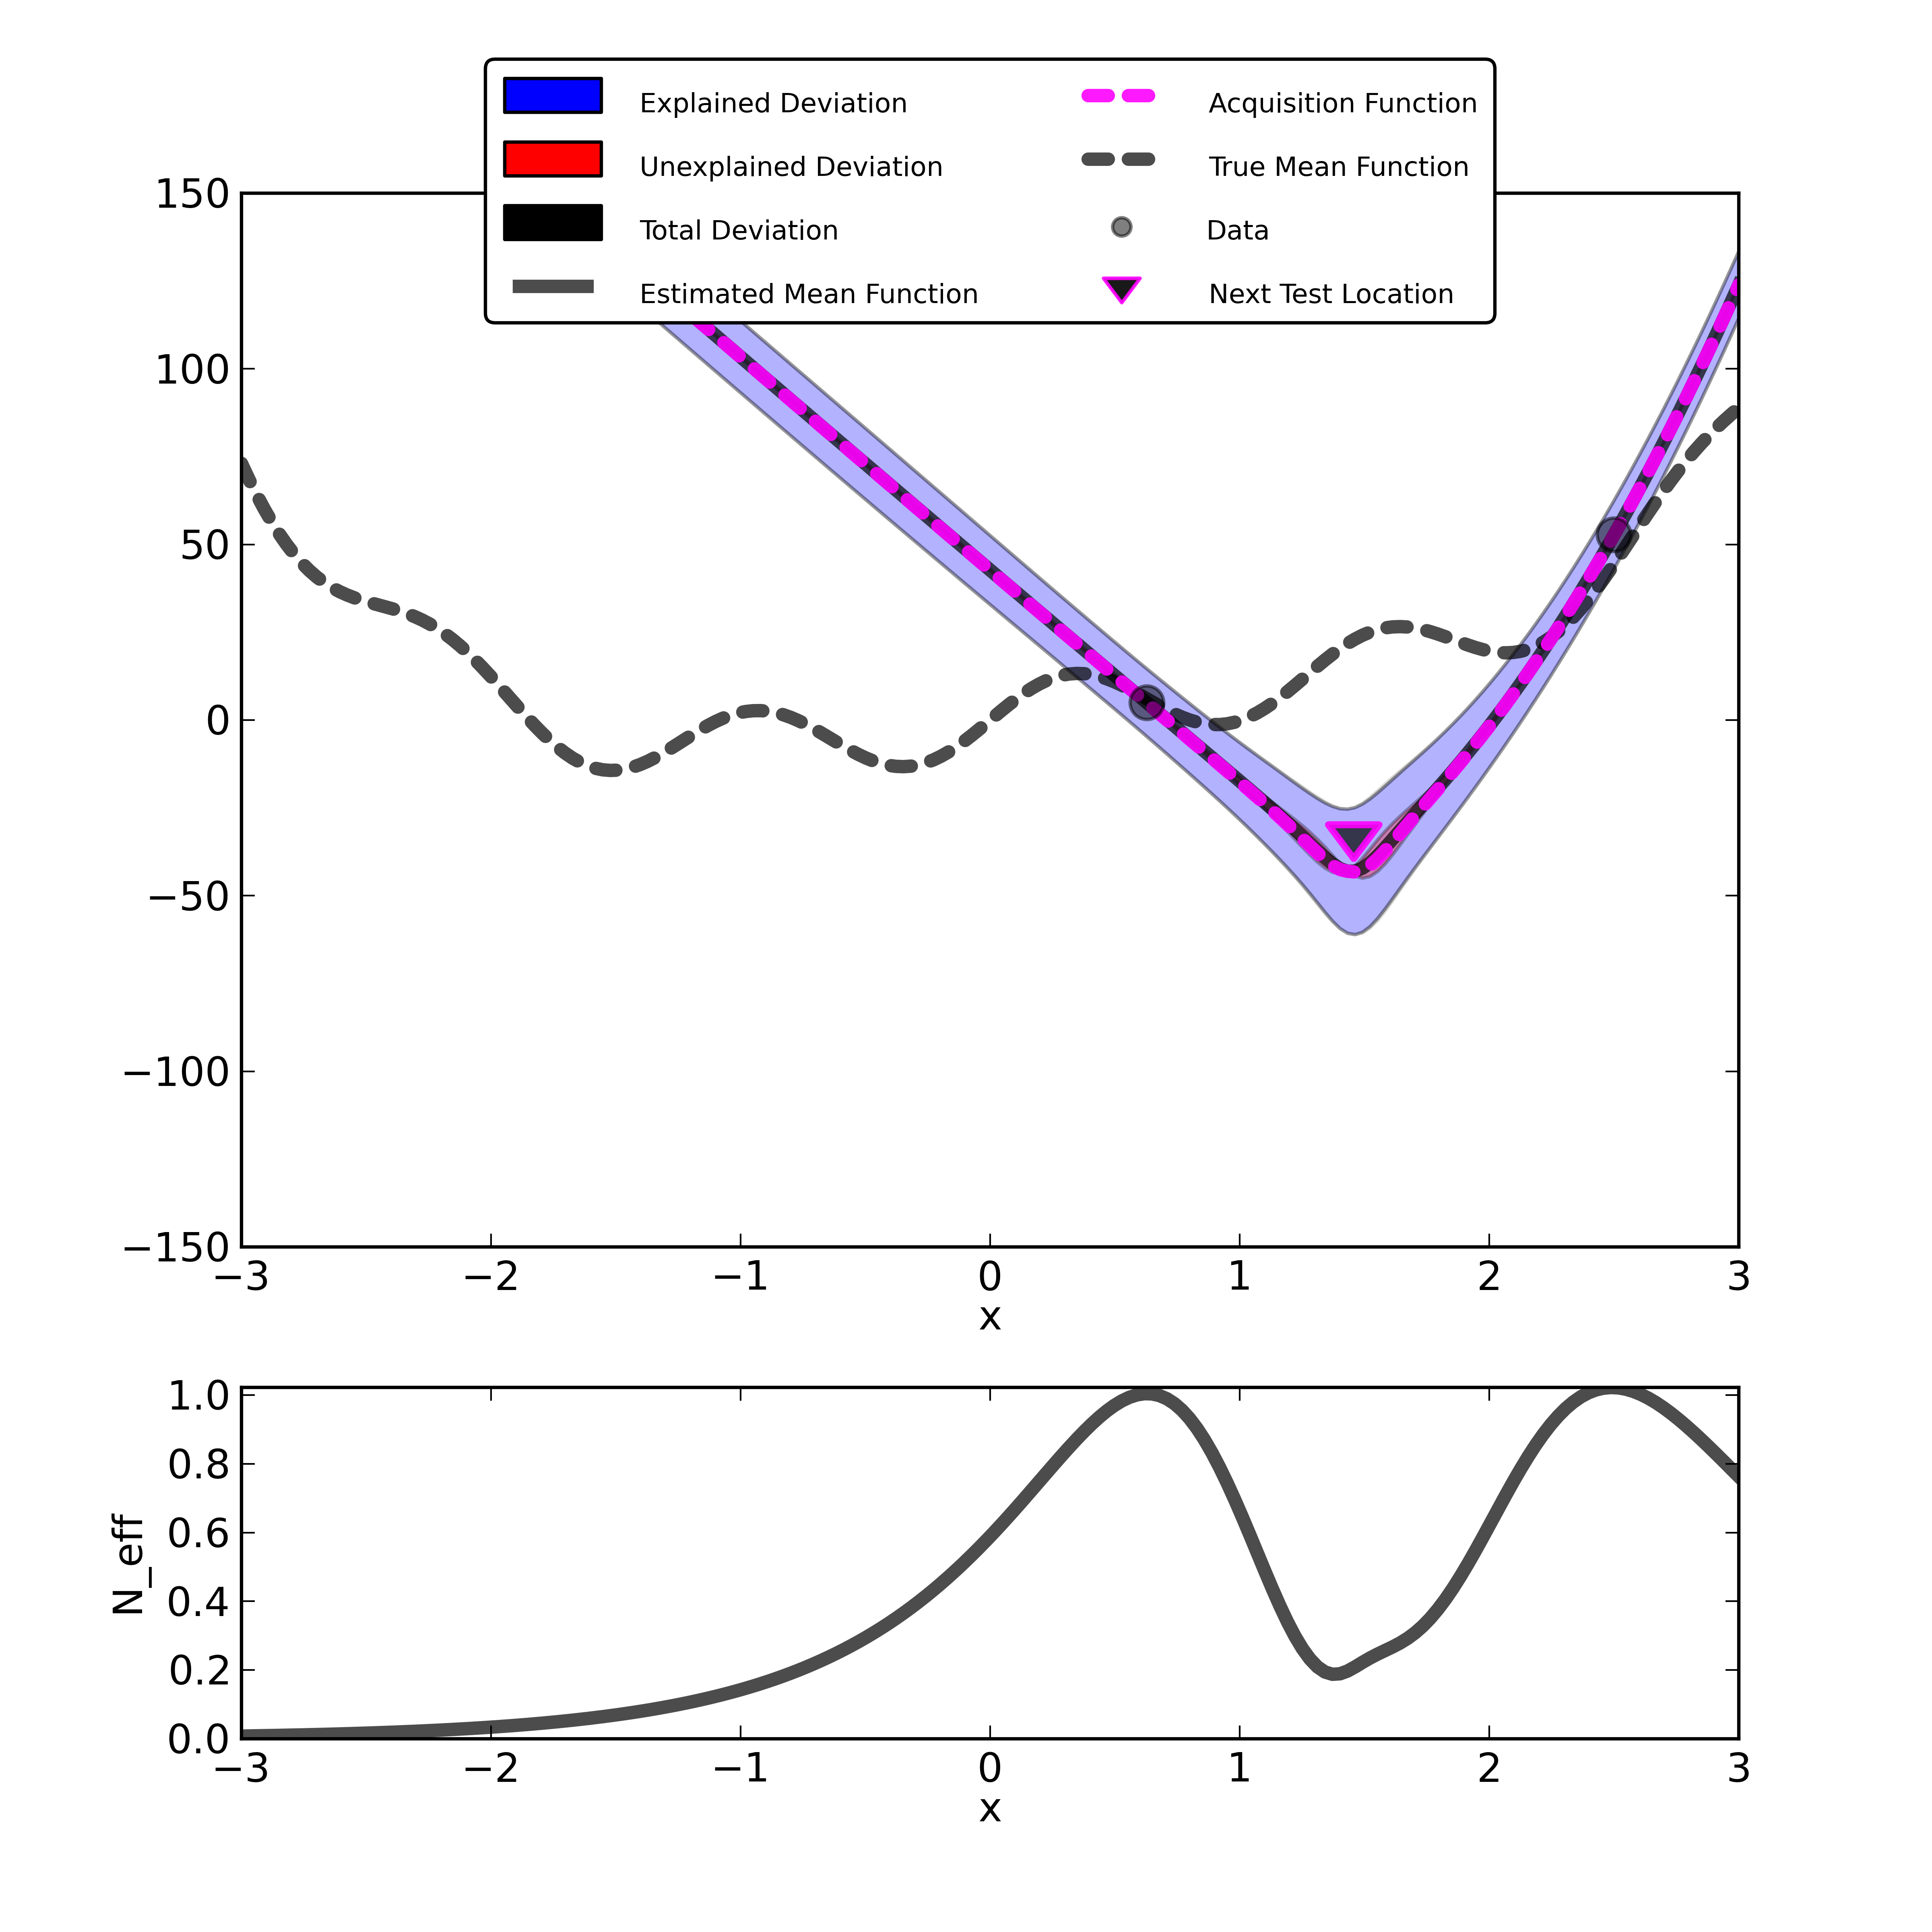 Explained Deviation
Unexplained Deviation
Total Deviation
Estimated Mean Function
Acquisition Function
True Mean Function
Data
Next Test Location
150
100
50
0
−50
−100
−150
−3 −2 −1 0 1 2 3
x
N_eff
1.0
0.8
0.6
0.4
0.2
0.0
−3 −2 −1 0 1 2 3
x